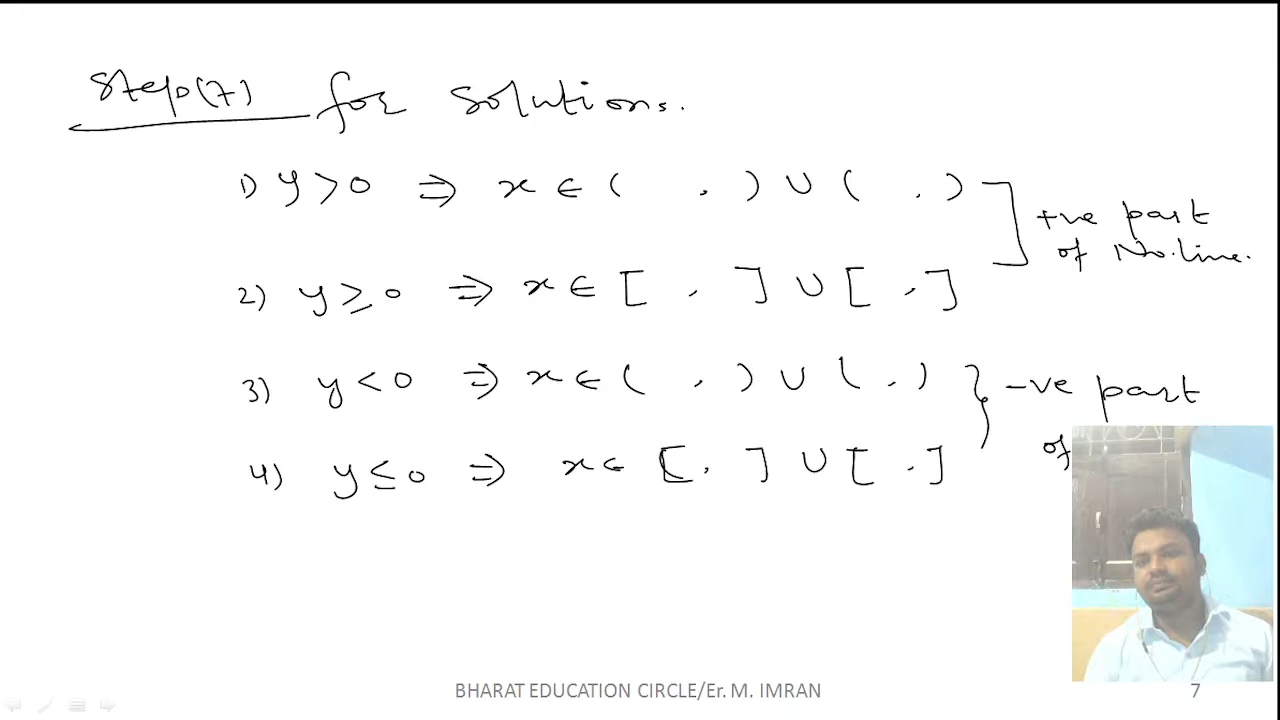 Step(7) for solutions.
1) y > 0 ⇒ x ∈ ( , ) ∪ ( , )
+ve part
of No.line.
2) y ≥ 0 ⇒ x ∈ [ , ] ∪ [ , ]
3) y < 0 ⇒ x ∈ ( , ) ∪ ( , )
-ve part
of
4) y ≤ 0 ⇒ x ∈ [ , ] ∪ [ , ]
BHARAT EDUCATION CIRCLE/Er. M. IMRAN
7